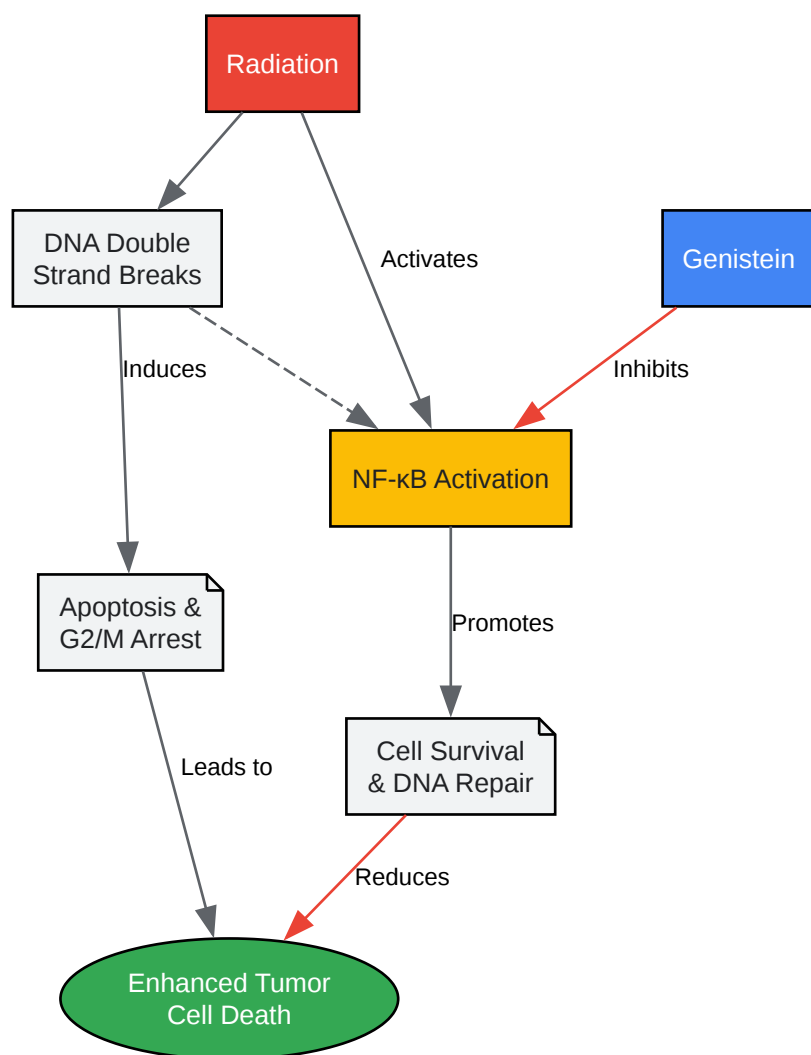 Radiation
DNA Double
Strand Breaks
Activates
Genistein
Induces
Inhibits
NF-κB Activation
Apoptosis &
G2/M Arrest
Promotes
Cell Survival
& DNA Repair
Leads to
Reduces
Enhanced Tumor
Cell Death